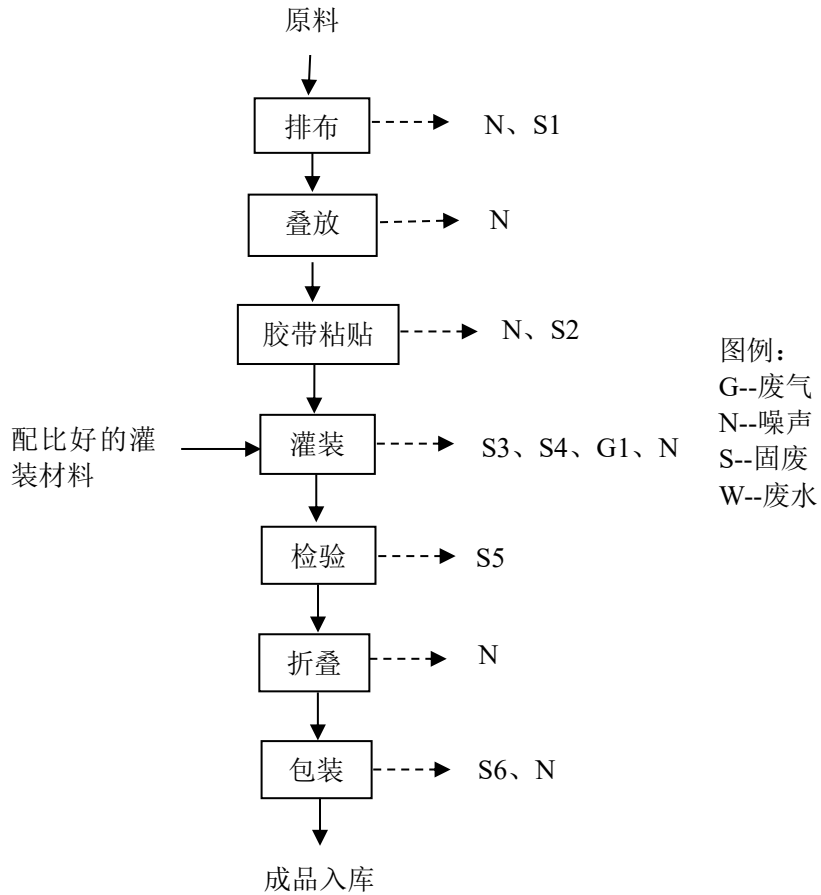 原料
排布
N、S1
叠放
N
胶带粘贴
N、S2
配比好的灌
装材料
灌装
S3、S4、G1、N
检验
S5
折叠
N
包装
S6、N
成品入库
图例：
G--废气
N--噪声
S--固废
W--废水